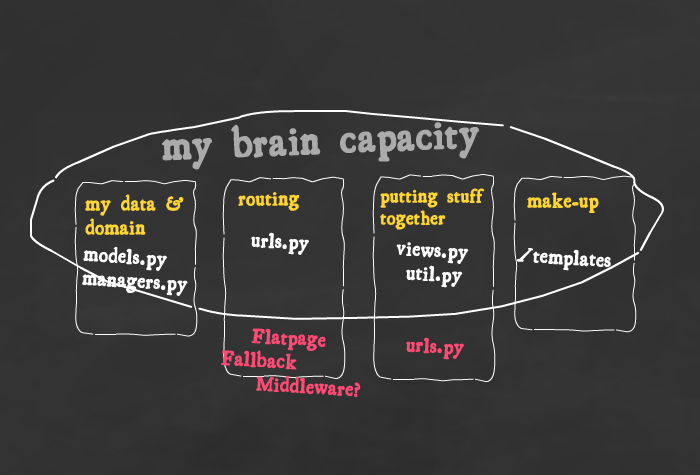 my brain capacity
my data &
domain
models.py
managers.py
routing
urls.py
Flatpage
Fallback
Middleware?
putting stuff
together
views.py
util.py
urls.py
make-up
/templates